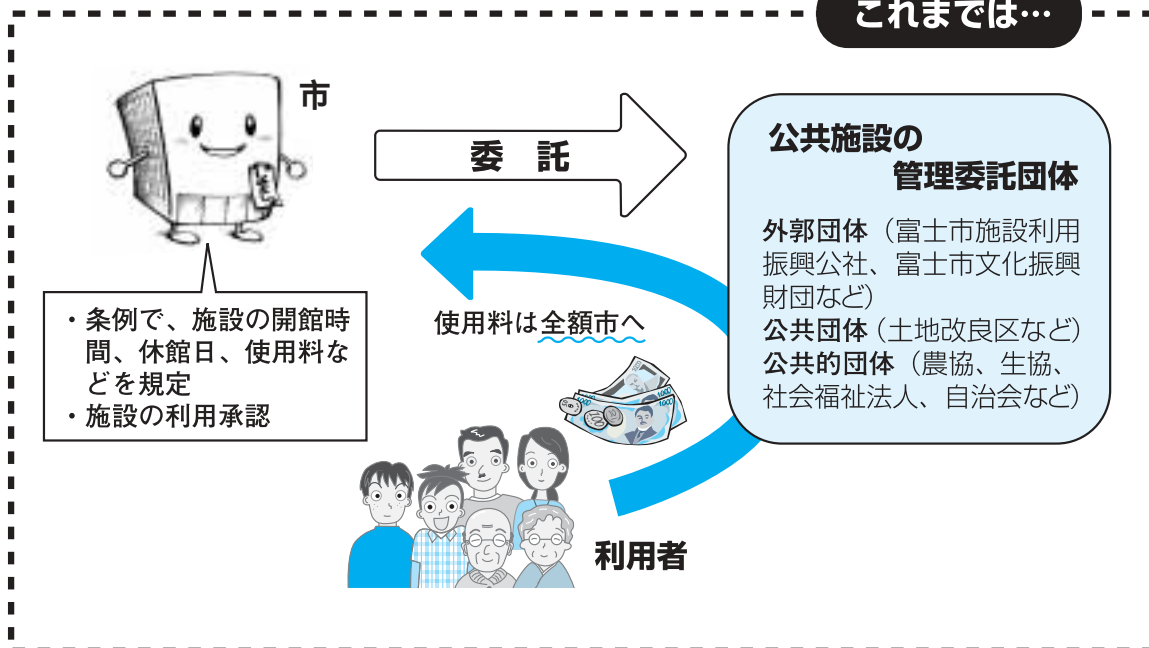 これまでは…
市
委 託
公共施設の
管理委託団体
外郭団体（富士市施設利用
振興公社、富士市文化振興
財団など）
公共団体（土地改良区など）
公共的団体（農協、生協、
社会福祉法人、自治会など）
・条例で、施設の開館時
間、休館日、使用料な
どを規定
・施設の利用承認
使用料は全額市へ
1000
1000
利用者